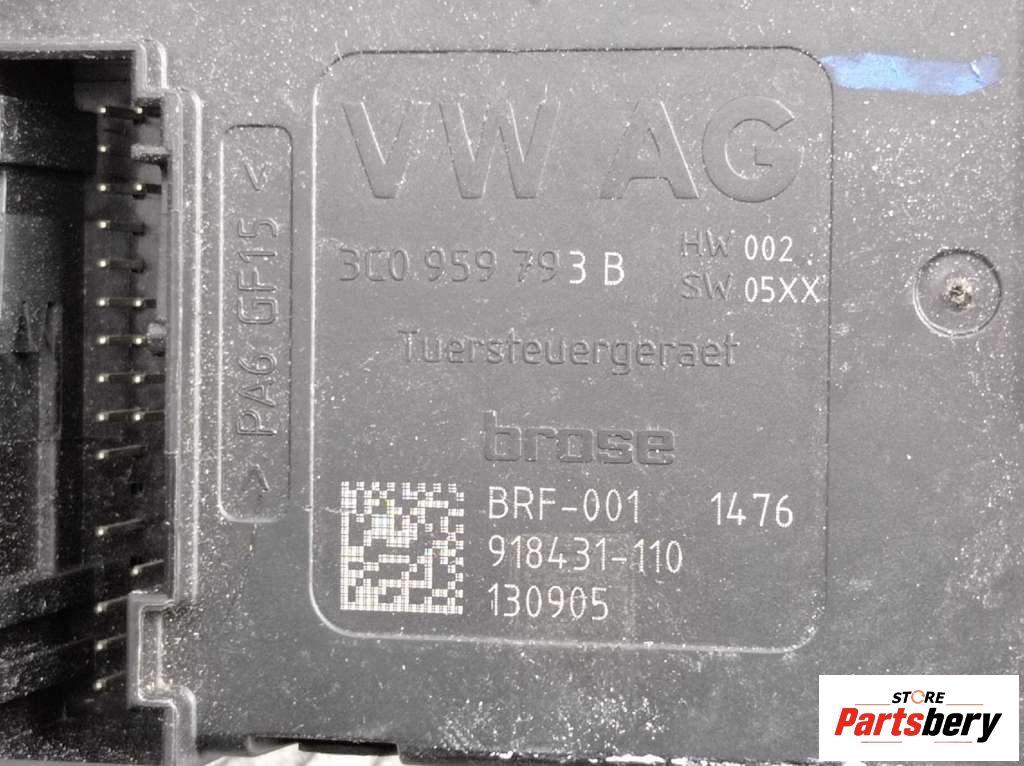 VW AG
3C0 959 793 B
HW 002
SW 05XX
Tuersteuergeraet
brose
BRF-001 1476
918431-110
130905
> PA6 GF15 <
STORE
Partsbery